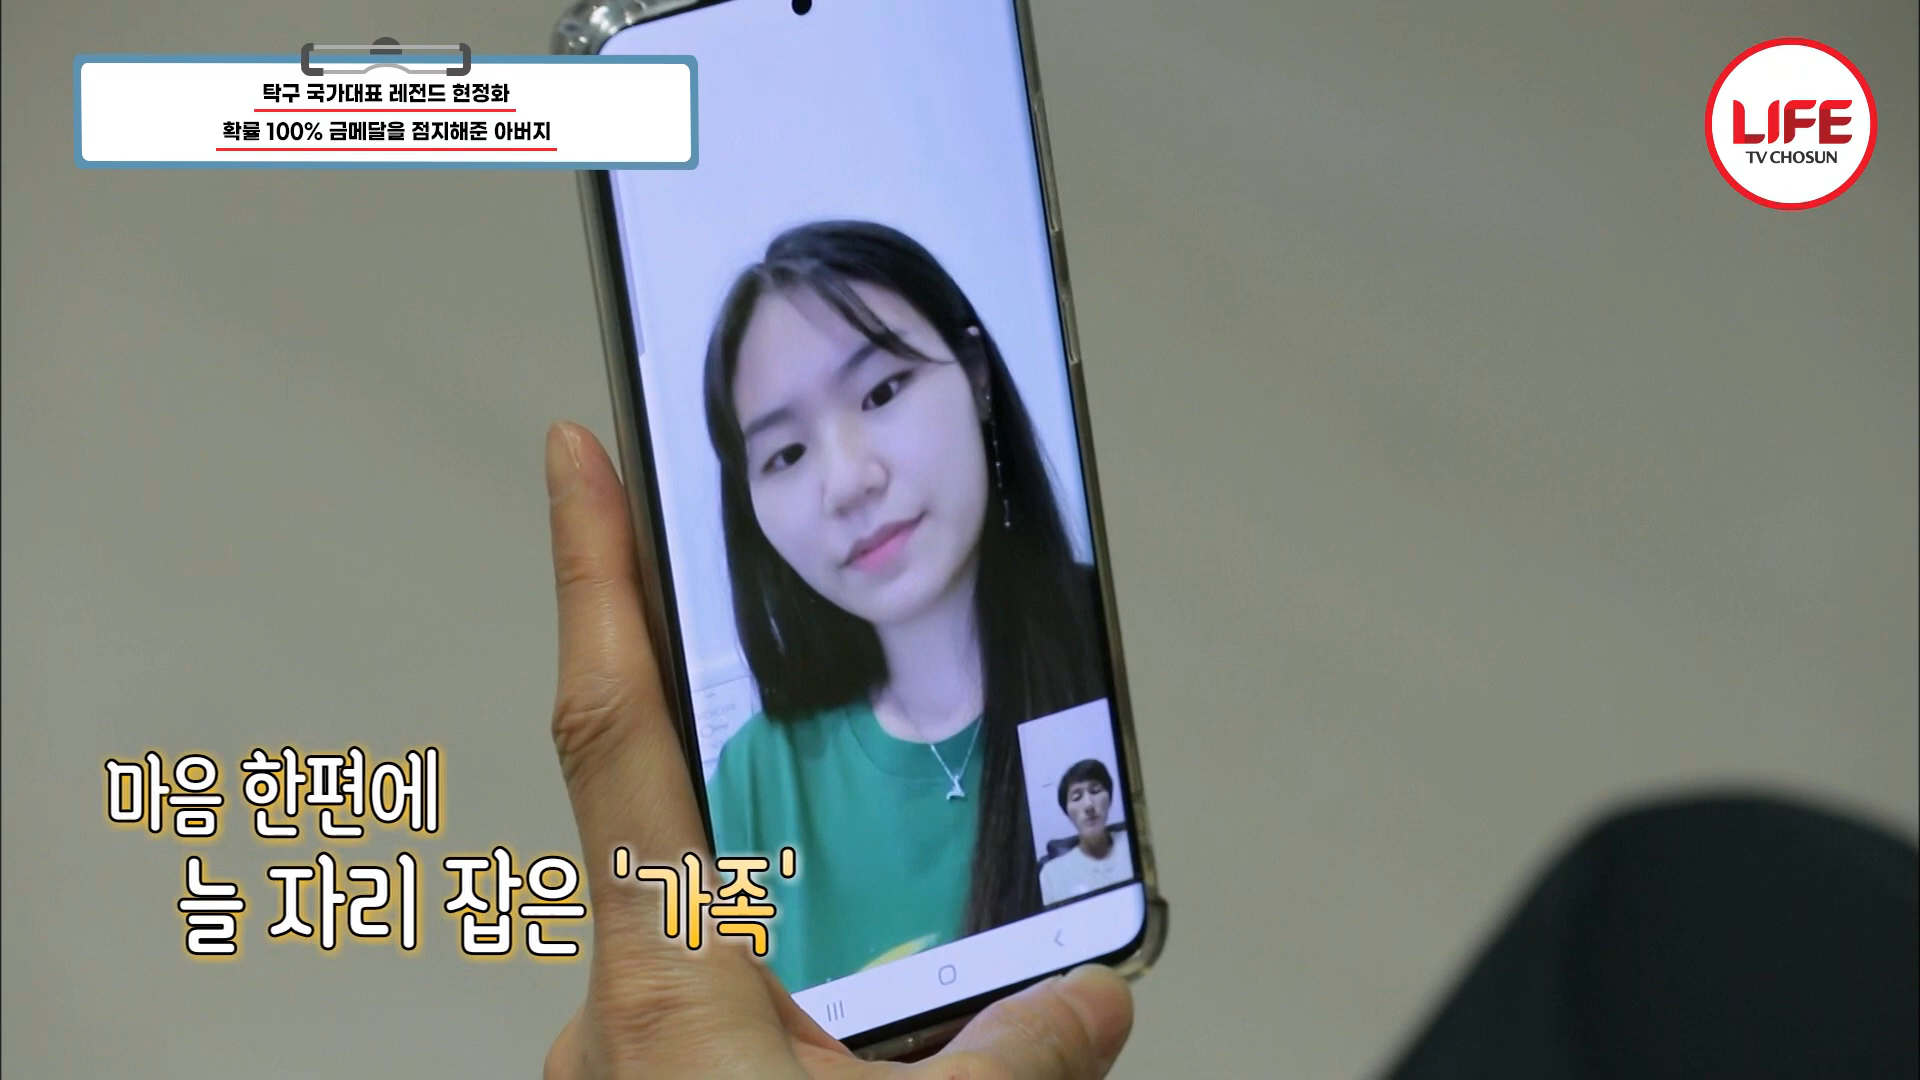 탁구 국가대표 레전드 현정화
확률 100% 금메달을 점지해준 아버지
LIFE
TV CHOSUN
마음 한편에
늘 자리 잡은 '가족'